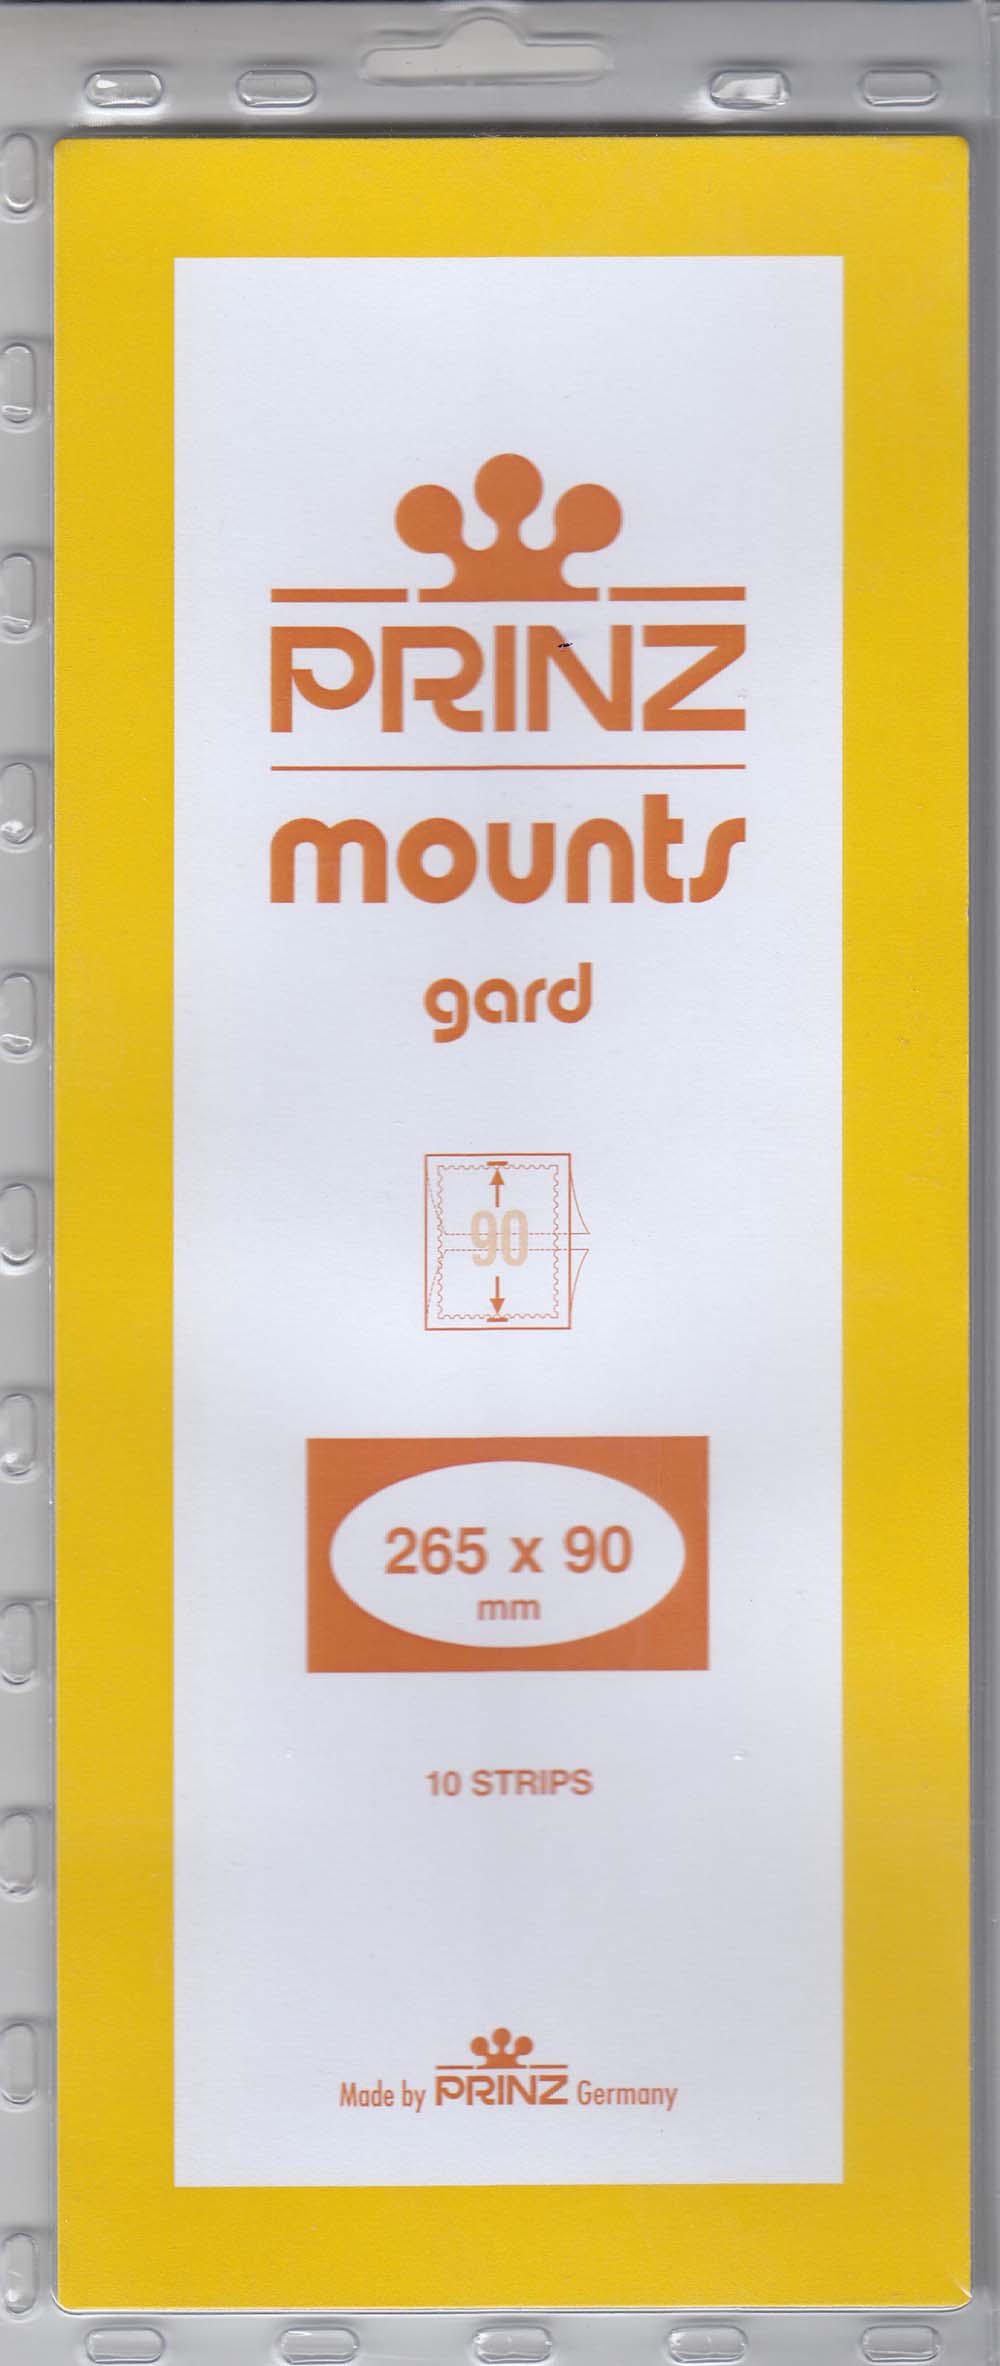 PRINZ
mounts
gard
90
265 x 90
mm
10 STRIPS
Made by PRINZ Germany